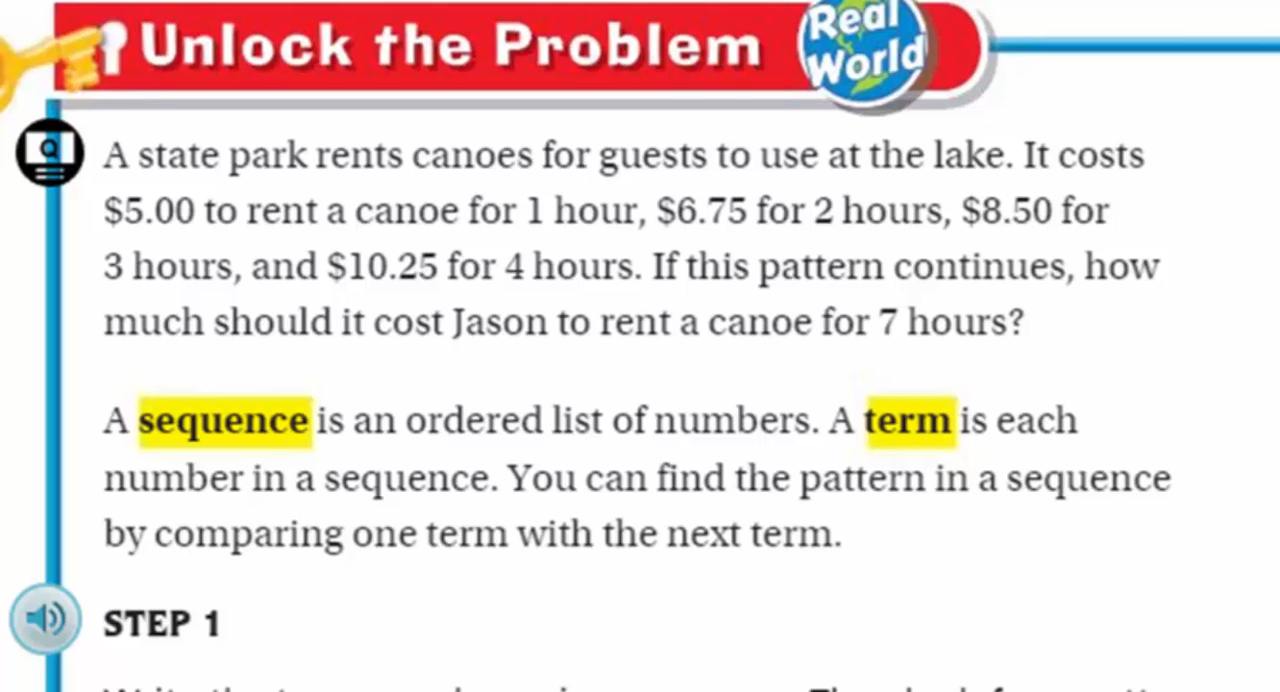 Unlock the Problem
Real
World
A state park rents canoes for guests to use at the lake. It costs
$5.00 to rent a canoe for 1 hour, $6.75 for 2 hours, $8.50 for
3 hours, and $10.25 for 4 hours. If this pattern continues, how
much should it cost Jason to rent a canoe for 7 hours?
A sequence is an ordered list of numbers. A term is each
number in a sequence. You can find the pattern in a sequence
by comparing one term with the next term.
STEP 1